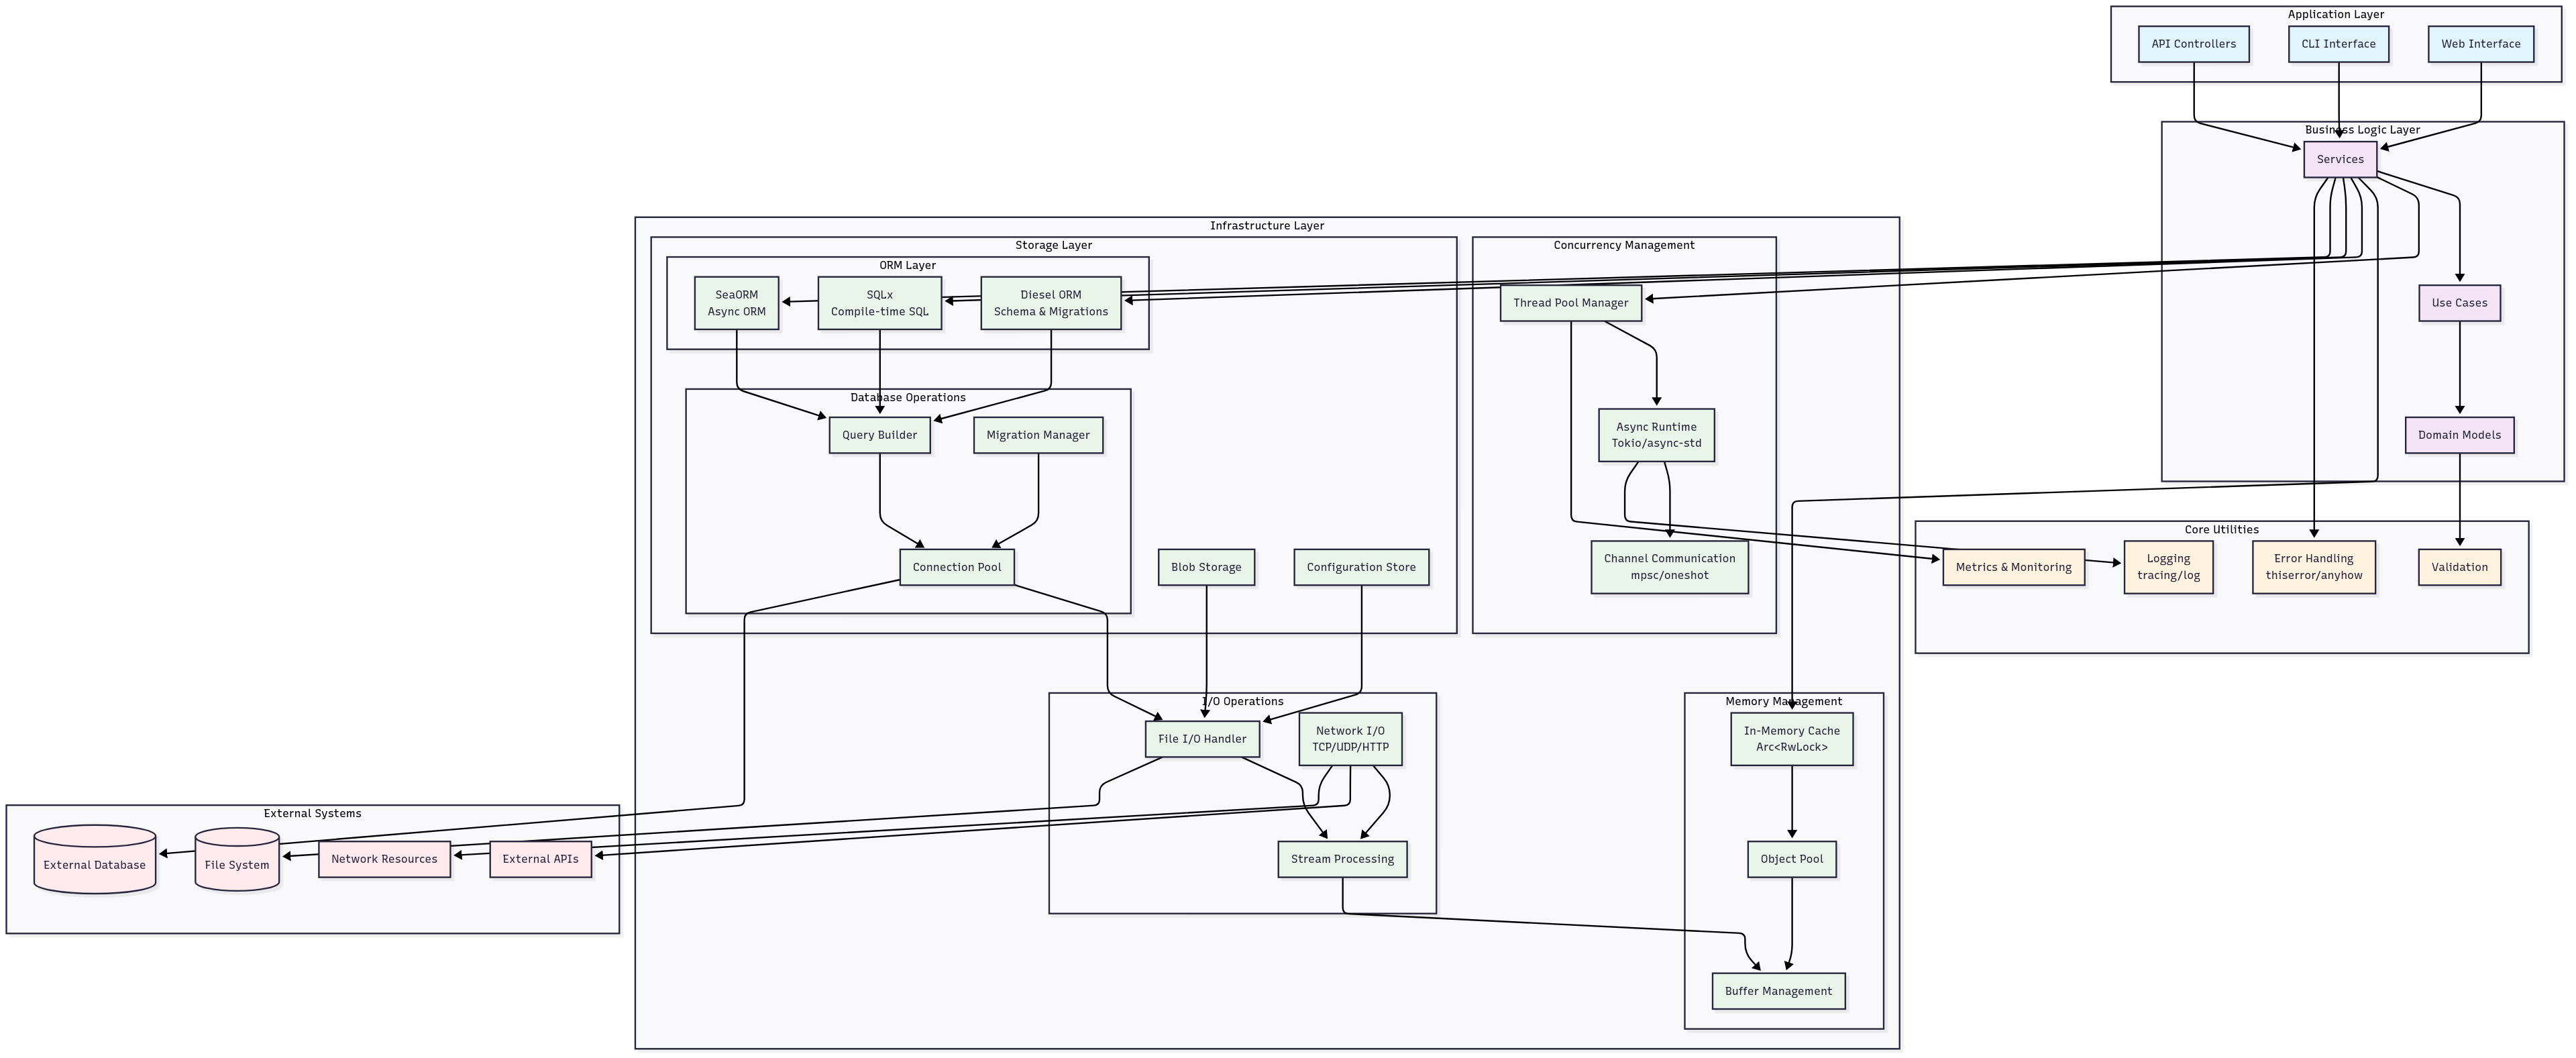 Application Layer
API Controllers
CLI Interface
Web Interface
Business Logic Layer
Services
Use Cases
Domain Models
Infrastructure Layer
Storage Layer
ORM Layer
SeaORM
Async ORM
SQLx
Compile-time SQL
Diesel ORM
Schema & Migrations
Database Operations
Query Builder
Migration Manager
Connection Pool
Blob Storage
Configuration Store
Concurrency Management
Thread Pool Manager
Async Runtime
Tokio/async-std
Channel Communication
mpsc/oneshot
Core Utilities
Metrics & Monitoring
Logging
tracing/log
Error Handling
thiserror/anyhow
Validation
I/O Operations
File I/O Handler
Network I/O
TCP/UDP/HTTP
Stream Processing
Memory Management
In-Memory Cache
Arc<RwLock>
Object Pool
Buffer Management
External Systems
External Database
File System
Network Resources
External APIs